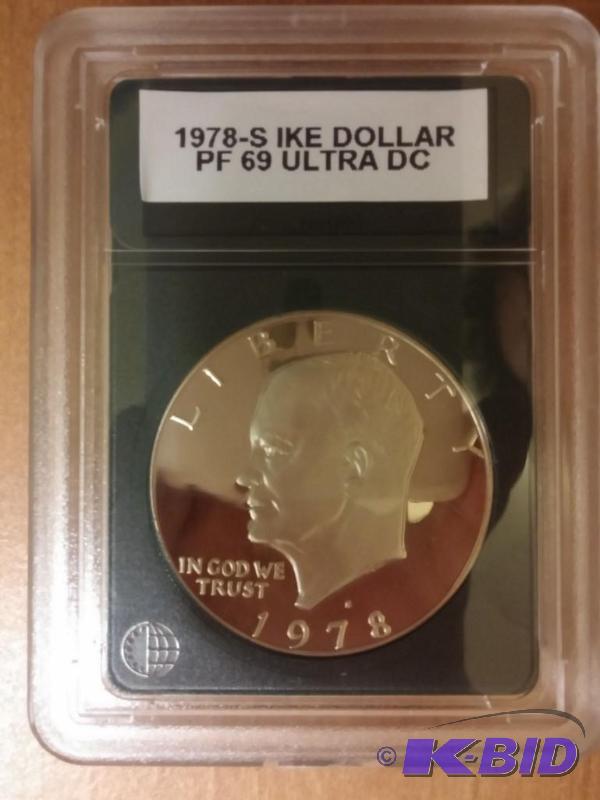 1978-S IKE DOLLAR
PF 69 ULTRA DC
LIBERTY
IN GOD WE
TRUST
1978
© K-BID